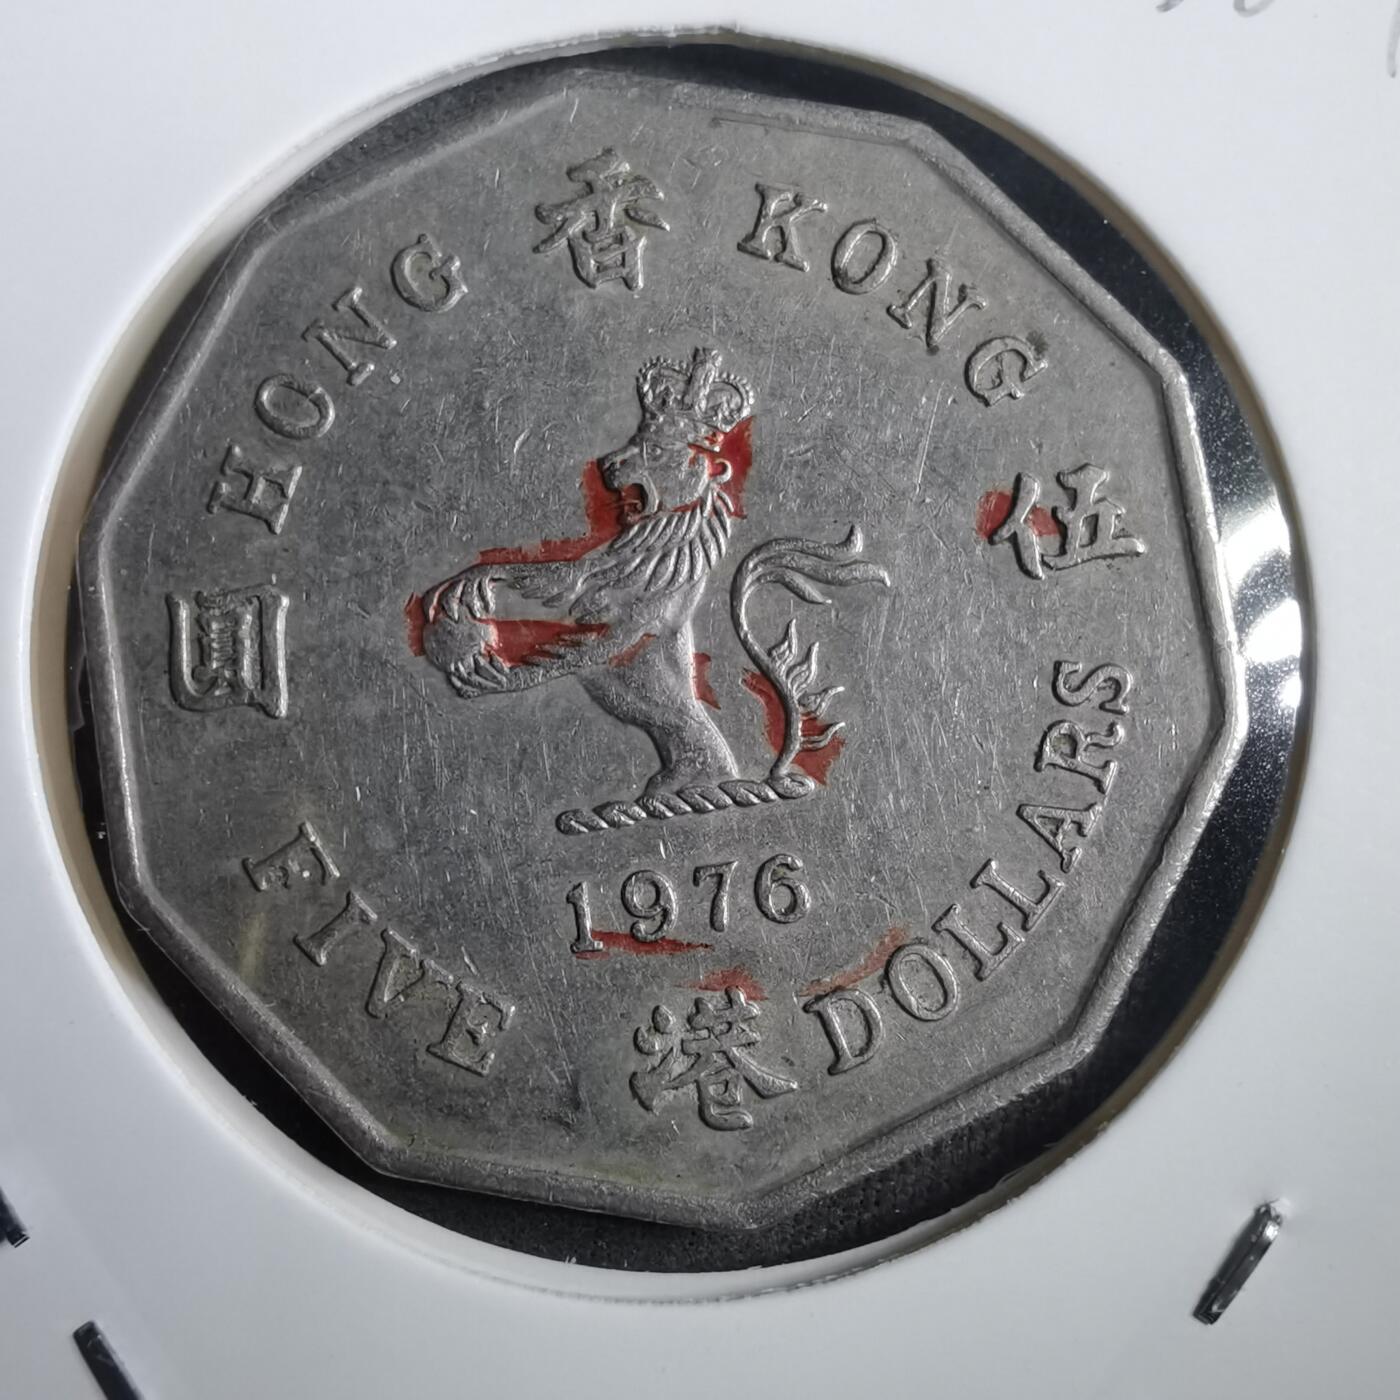 HONG KONG
香港
伍圓
1976
FIVE DOLLARS